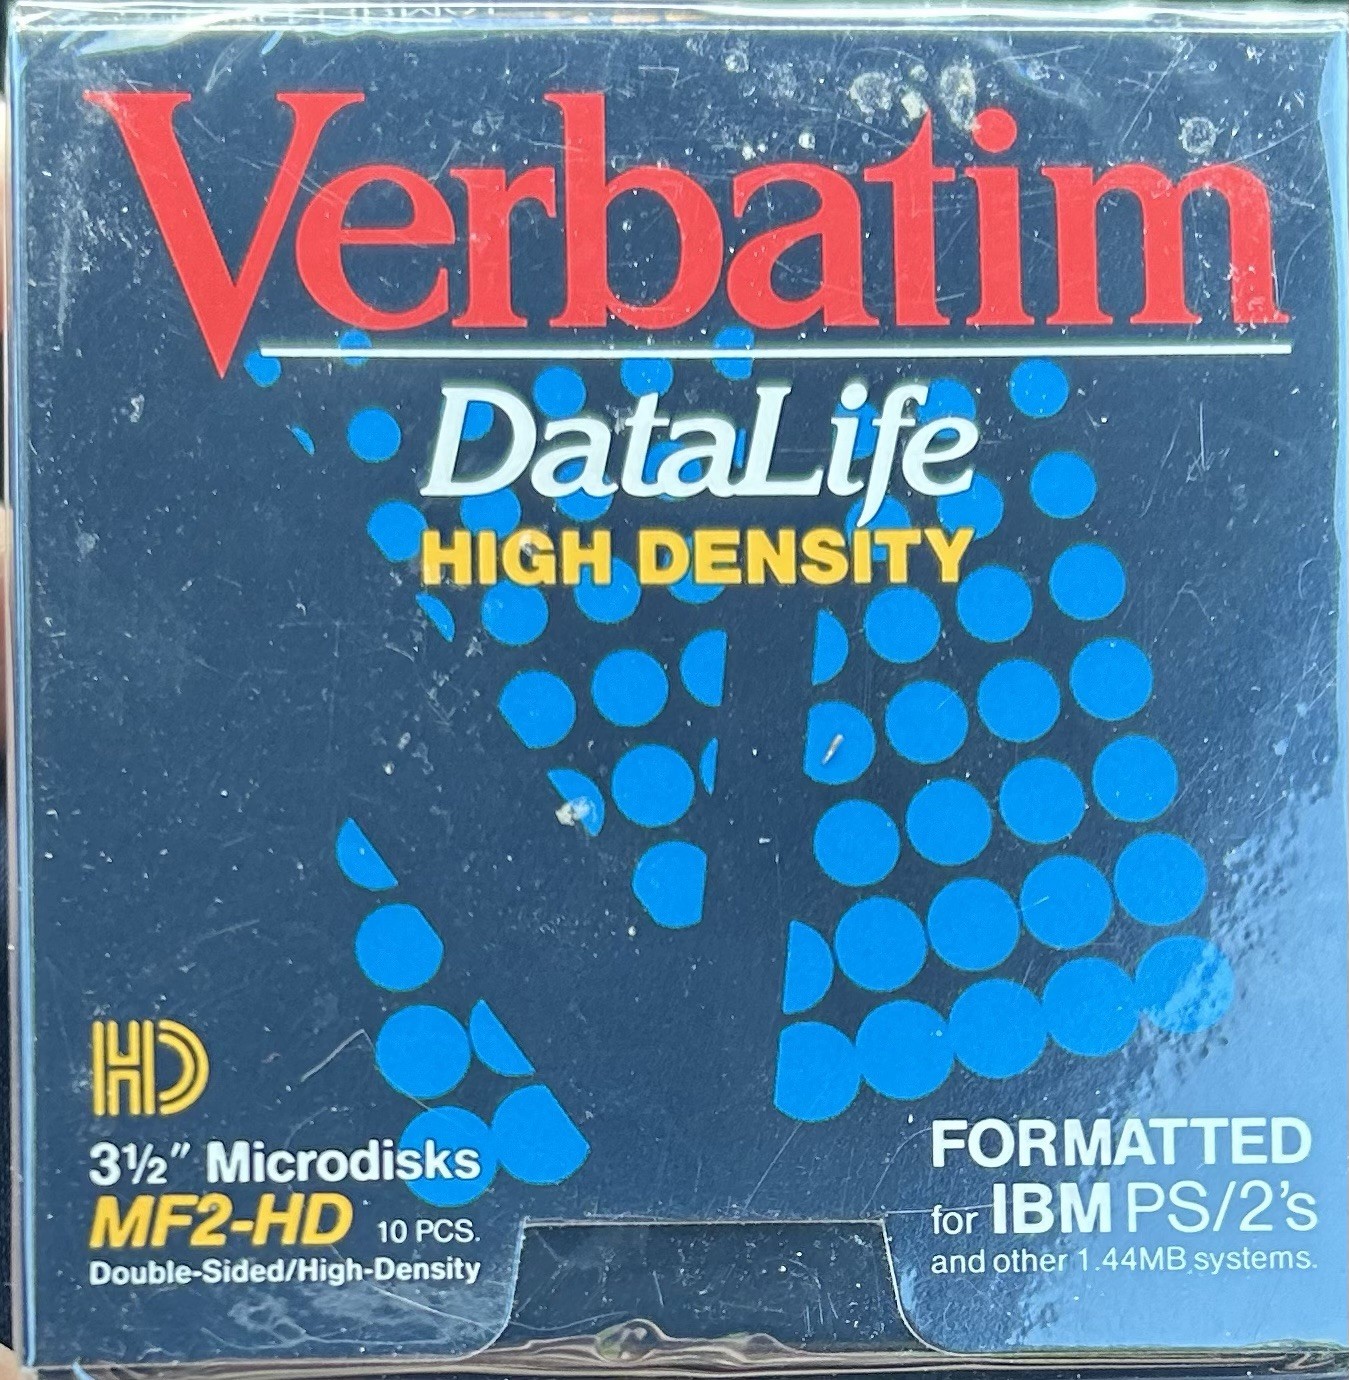 Verbatim
DataLife
HIGH DENSITY
HD
3½" Microdisks
MF2-HD 10 PCS.
Double-Sided/High-Density
FORMATTED
for IBM PS/2's
and other 1.44MB systems.